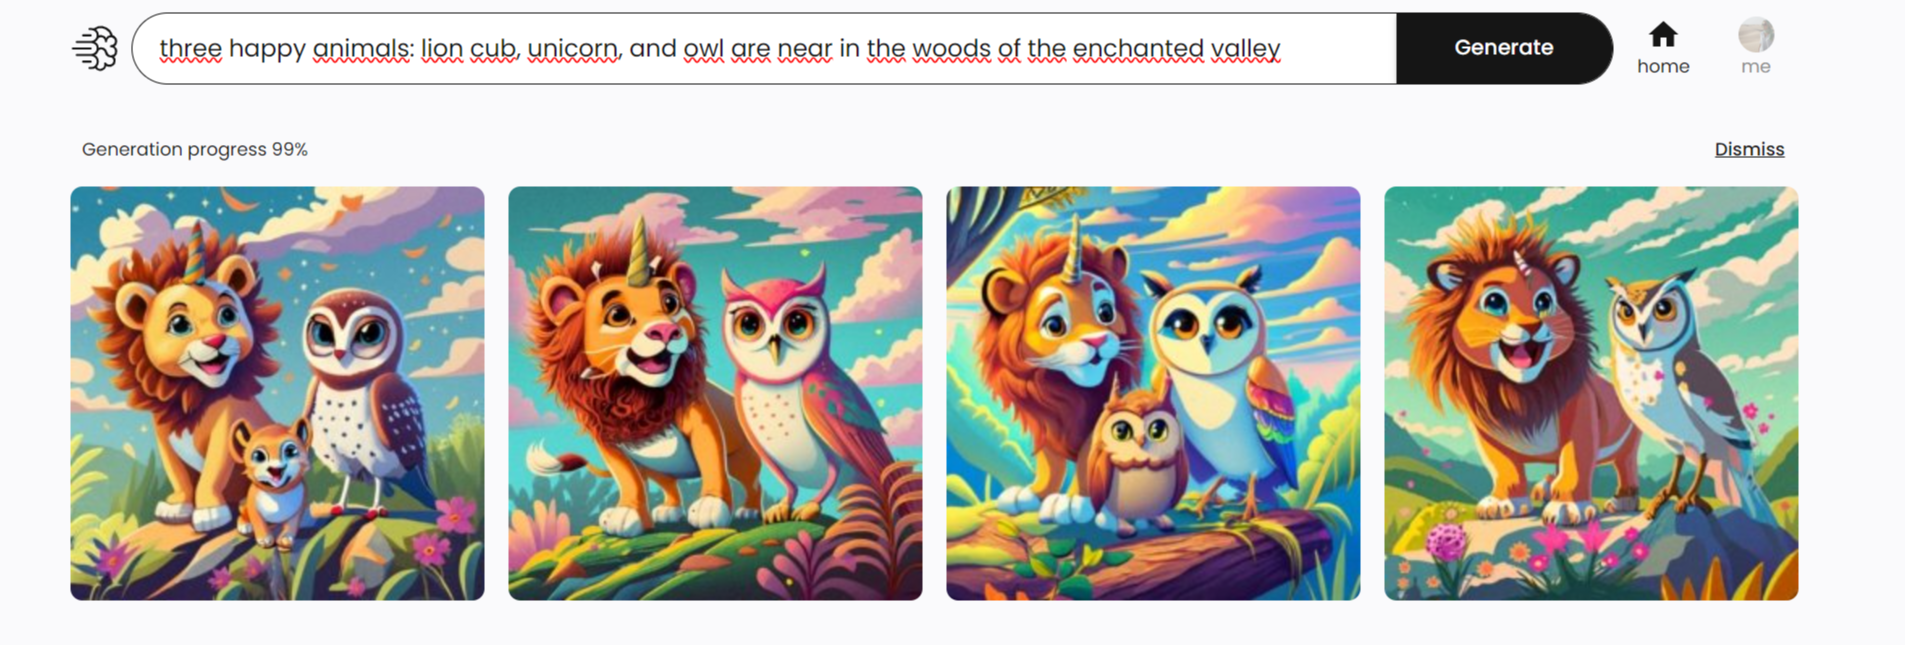 three happy animals: lion cub, unicorn, and owl are near in the woods of the enchanted valley
Generate
home
me
Generation progress 99%
Dismiss